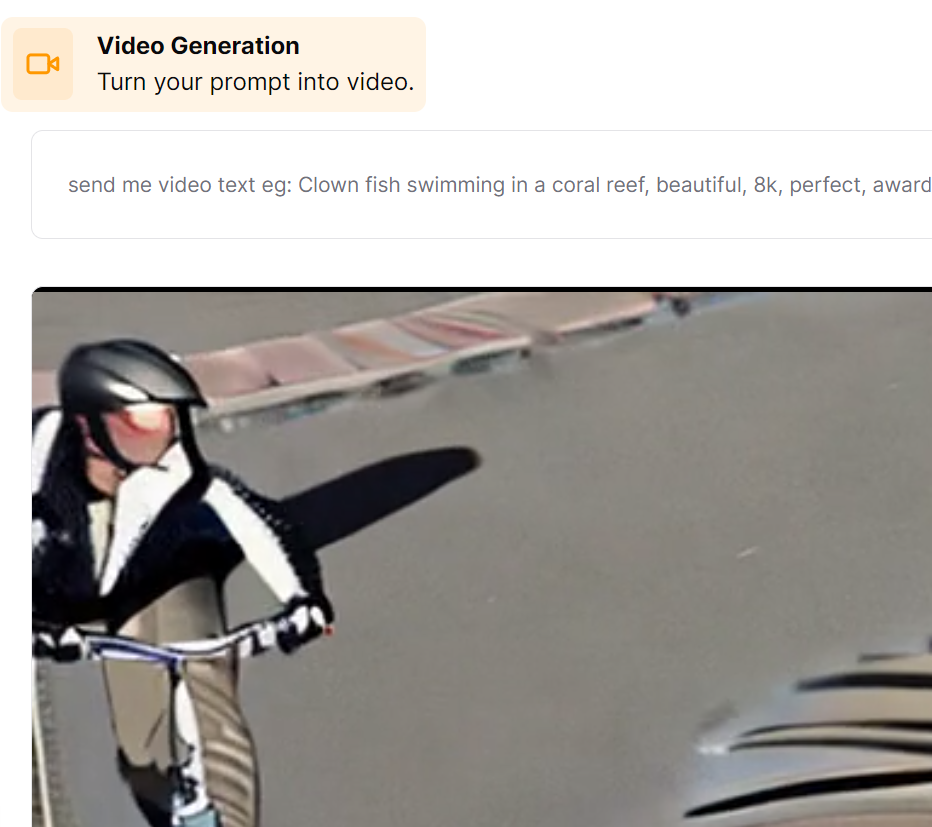 Video Generation
Turn your prompt into video.
send me video text eg: Clown fish swimming in a coral reef, beautiful, 8k, perfect, award